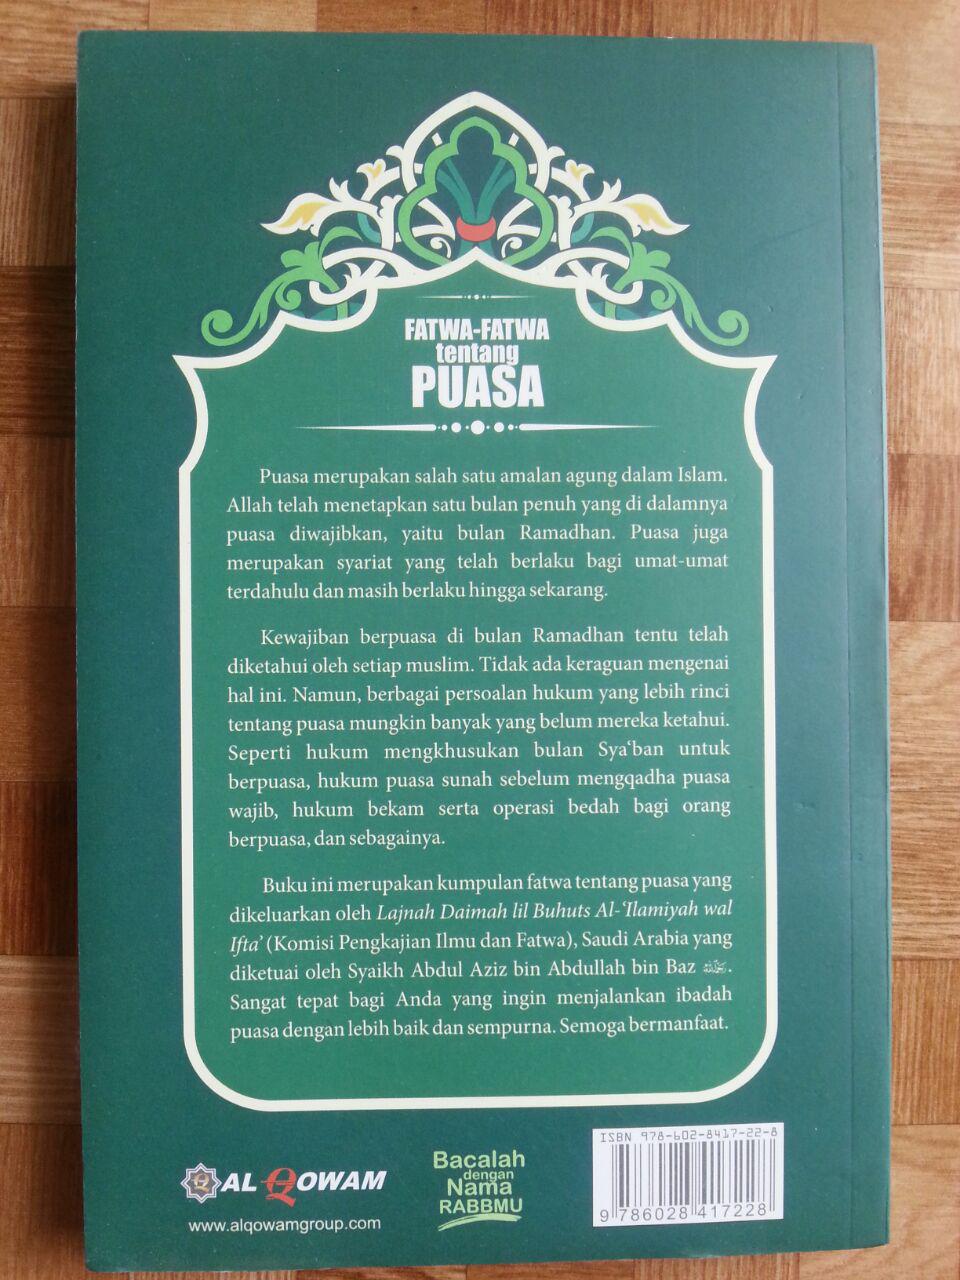 FATWA-FATWA
tentang
PUASA
Puasa merupakan salah satu amalan agung dalam Islam.
Allah telah menetapkan satu bulan penuh yang di dalamnya
puasa diwajibkan, yaitu bulan Ramadhan. Puasa juga
merupakan syariat yang telah berlaku bagi umat-umat
terdahulu dan masih berlaku hingga sekarang.
Kewajiban berpuasa di bulan Ramadhan tentu telah
diketahui oleh setiap muslim. Tidak ada keraguan mengenai
hal ini. Namun, berbagai persoalan hukum yang lebih rinci
tentang puasa mungkin banyak yang belum mereka ketahui.
Seperti hukum mengkhusukan bulan Sya‘ban untuk
berpuasa, hukum puasa sunah sebelum mengqadha puasa
wajib, hukum bekam serta operasi bedah bagi orang
berpuasa, dan sebagainya.
Buku ini merupakan kumpulan fatwa tentang puasa yang
dikeluarkan oleh Lajnah Daimah lil Buhuts Al-‘Ilamiyah wal
Ifta’ (Komisi Pengkajian Ilmu dan Fatwa), Saudi Arabia yang
diketuai oleh Syaikh Abdul Aziz bin Abdullah bin Baz .
Sangat tepat bagi Anda yang ingin menjalankan ibadah
puasa dengan lebih baik dan sempurna. Semoga bermanfaat.
AL QOWAM
www.alqowamgroup.com
Bacalah
dengan
Nama
RABBMU
ISBN 978-602-8417-22-8
9 786028 417228